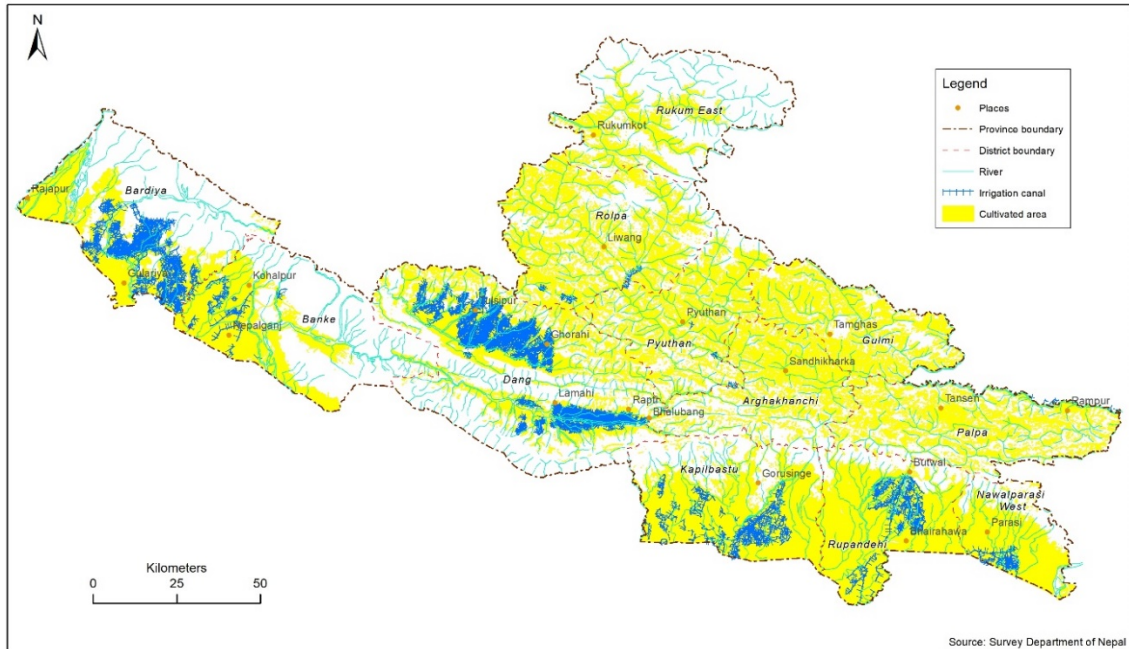 N
Legend
Places
Province boundary
District boundary
River
Irrigation canal
Cultivated area
Rukum East
Rukumkot
Rajapur
Bardiya
Rolpa
Liwang
Gulariya
Kohalpur
Nepalganj
Banke
Tulsipur
Ghorahi
Pyuthan
Pyuthan
Tamghas
Gulmi
Sandhikharka
Dang
Lamahi
Rapti
Bhalubang
Arghakhanchi
Tansen
Rampur
Palpa
Kapilbastu
Gorusinge
Butwal
Nawalparasi
West
Parasi
Rupandehi
Bhairahawa
Kilometers
0 25 50
Source: Survey Department of Nepal